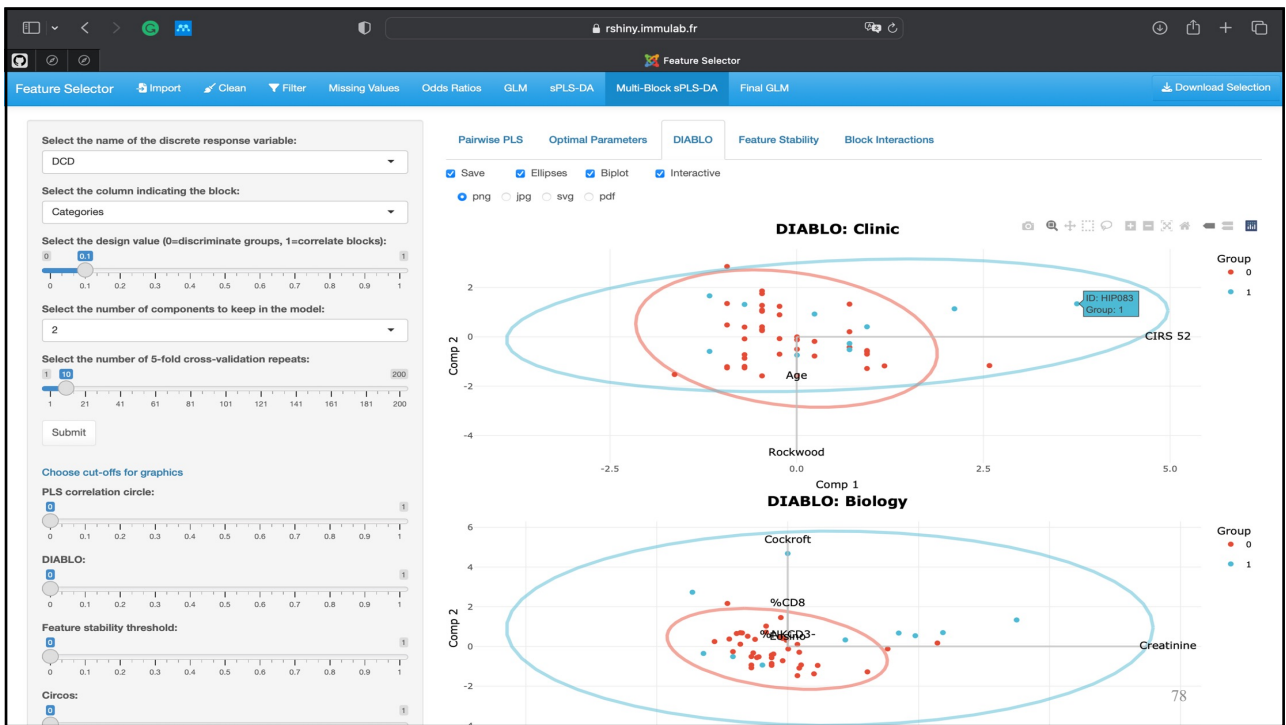 rshiny.immulab.fr
Feature Selector
Feature Selector Import Clean Filter Missing Values Odds Ratios GLM sPLS-DA Multi-Block sPLS-DA Final GLM Download Selection
Select the name of the discrete response variable:
DCD
Select the column indicating the block:
Categories
Select the design value (0=discriminate groups, 1=correlate blocks):
0 0.1 1
0 0.1 0.2 0.3 0.4 0.5 0.6 0.7 0.8 0.9 1
Select the number of components to keep in the model:
2
Select the number of 5-fold cross-validation repeats:
1 10 200
1 21 41 61 81 101 121 141 161 181 200
Submit
Choose cut-offs for graphics
PLS correlation circle:
0 1
0 0.1 0.2 0.3 0.4 0.5 0.6 0.7 0.8 0.9 1
DIABLO:
0 1
0 0.1 0.2 0.3 0.4 0.5 0.6 0.7 0.8 0.9 1
Feature stability threshold:
0 1
0 0.1 0.2 0.3 0.4 0.5 0.6 0.7 0.8 0.9 1
Circos:
0 1
Pairwise PLS Optimal Parameters DIABLO Feature Stability Block Interactions
Save Ellipses Biplot Interactive
png jpg svg pdf
DIABLO: Clinic
Group
0
1
ID: HIP083
Group: 1
CIRS 52
Age
Rockwood
2
0
-2
-4
Comp 2
-2.5 0.0 2.5 5.0
Comp 1
DIABLO: Biology
Group
0
1
Cockroft
%CD8
Creatinine
6
4
2
0
-2
-4
Comp 2
78